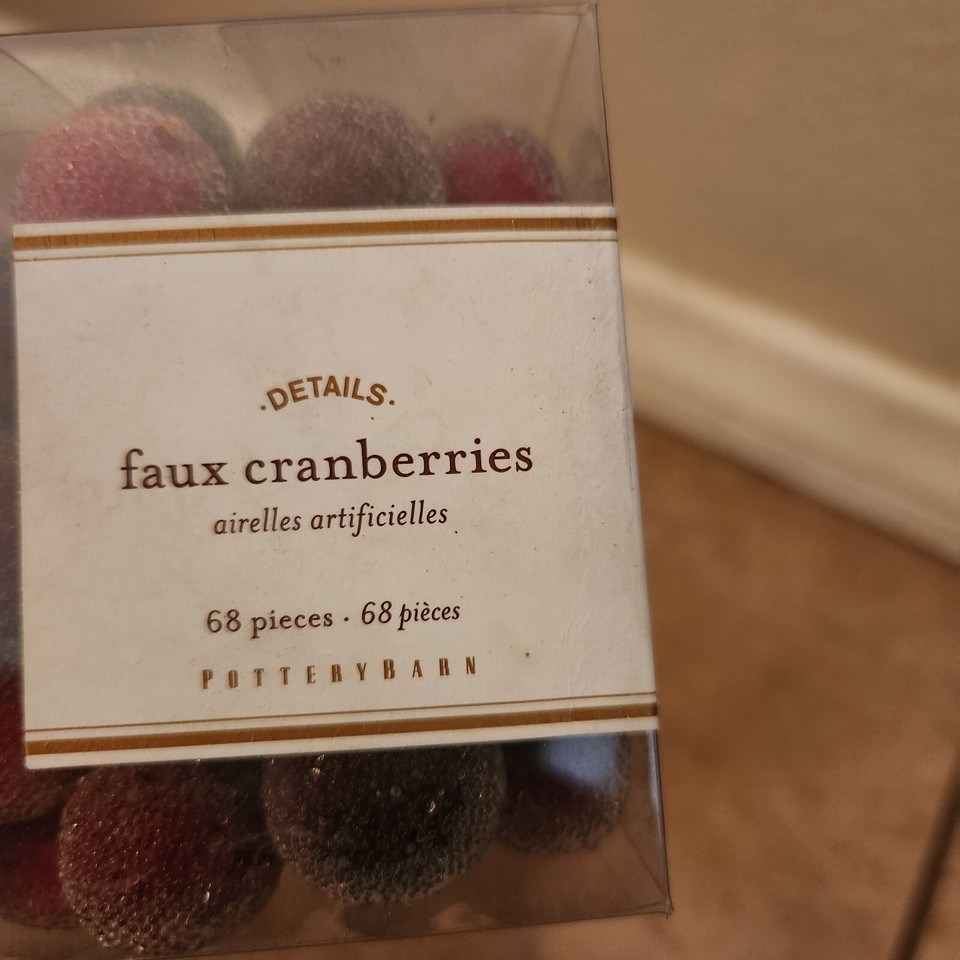 ·DETAILS·
faux cranberries
airelles artificielles
68 pieces · 68 pièces
POTTERYBARN